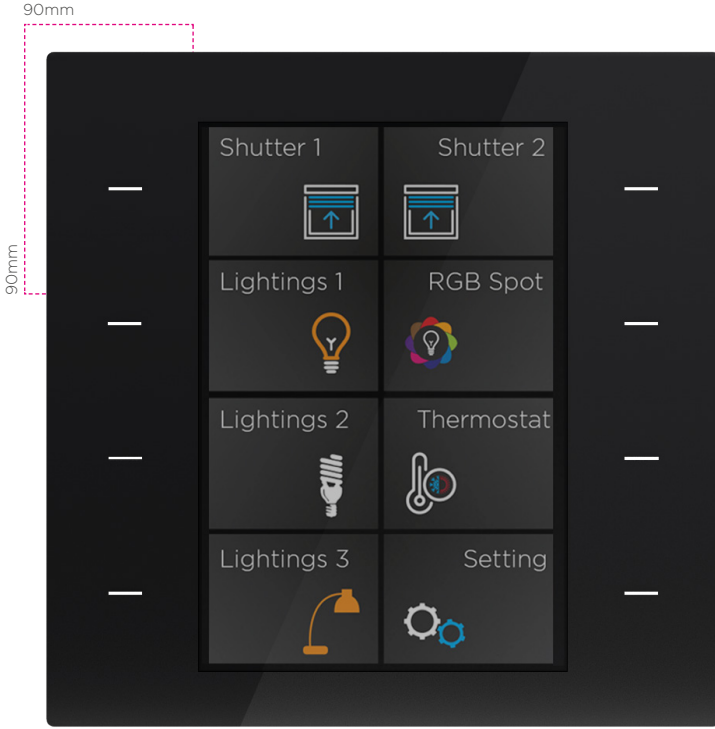 90mm
90mm
Shutter 1
Shutter 2
Lightings 1
RGB Spot
Lightings 2
Thermostat
Lightings 3
Setting